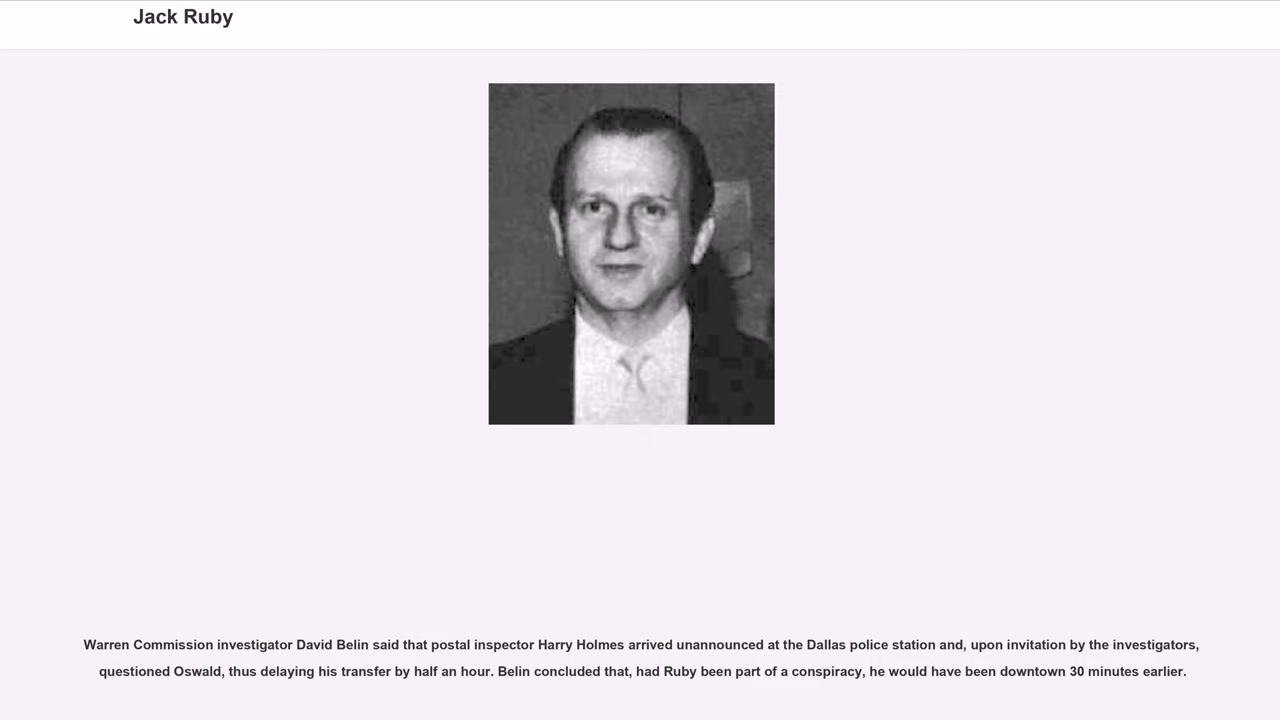 Jack Ruby
Warren Commission investigator David Belin said that postal inspector Harry Holmes arrived unannounced at the Dallas police station and, upon invitation by the investigators,
questioned Oswald, thus delaying his transfer by half an hour. Belin concluded that, had Ruby been part of a conspiracy, he would have been downtown 30 minutes earlier.